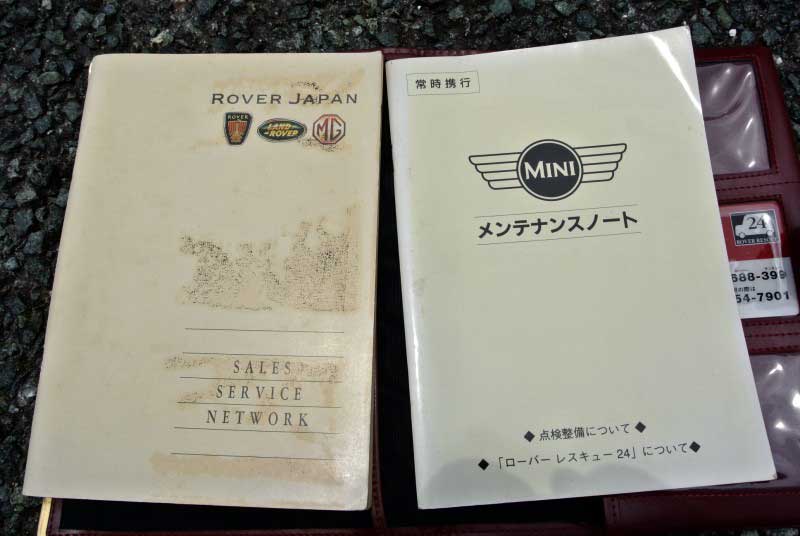 ROVER JAPAN
ROVER
LAND
ROVER
MG
SALES
SERVICE
NETWORK
常時携行
MINI
メンテナンスノート
◆ 点検整備について ◆
◆ 「ローバー レスキュー 24」について ◆
24
ROVER